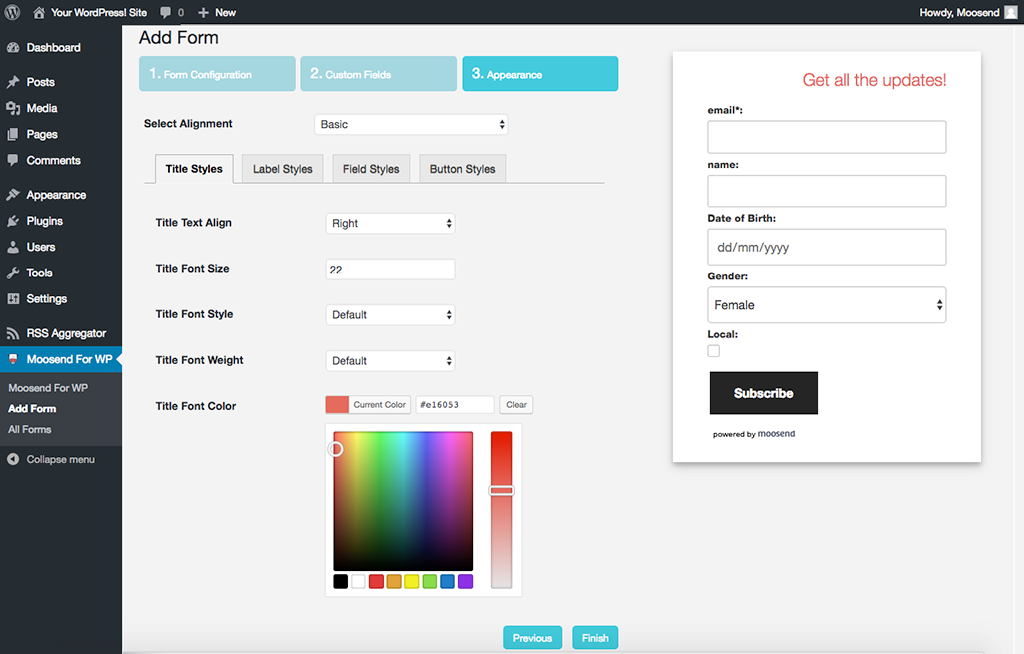 Your WordPress! Site 0 + New Howdy, Moosend
Dashboard
Posts
Media
Pages
Comments
Appearance
Plugins
Users
Tools
Settings
RSS Aggregator
Moosend For WP
Moosend For WP
Add Form
All Forms
Collapse menu
Add Form
1. Form Configuration 2. Custom Fields 3. Appearance
Select Alignment Basic
Title Styles Label Styles Field Styles Button Styles
Title Text Align Right
Title Font Size 22
Title Font Style Default
Title Font Weight Default
Title Font Color Current Color #e16053 Clear
Previous Finish
Get all the updates!
email*:
name:
Date of Birth:
dd/mm/yyyy
Gender:
Female
Local:
Subscribe
powered by moosend